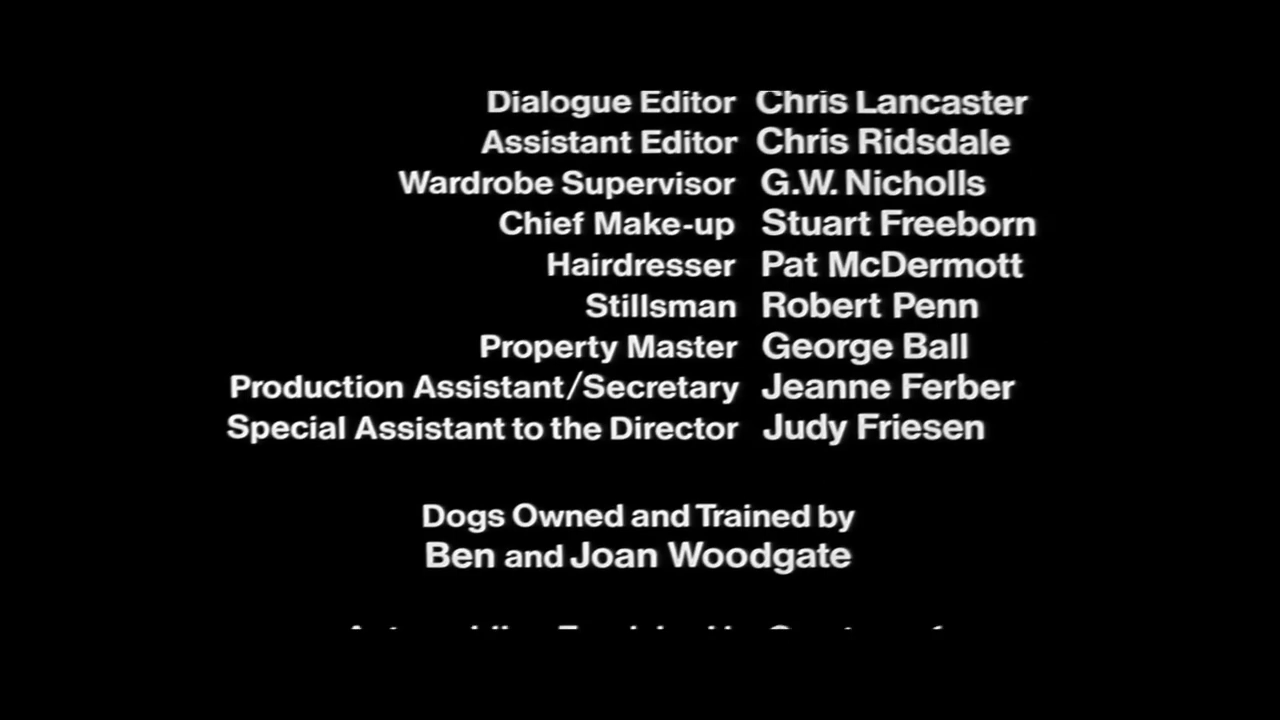 Dialogue Editor Chris Lancaster
Assistant Editor Chris Ridsdale
Wardrobe Supervisor G.W. Nicholls
Chief Make-up Stuart Freeborn
Hairdresser Pat McDermott
Stillsman Robert Penn
Property Master George Ball
Production Assistant/Secretary Jeanne Ferber
Special Assistant to the Director Judy Friesen
Dogs Owned and Trained by
Ben and Joan Woodgate